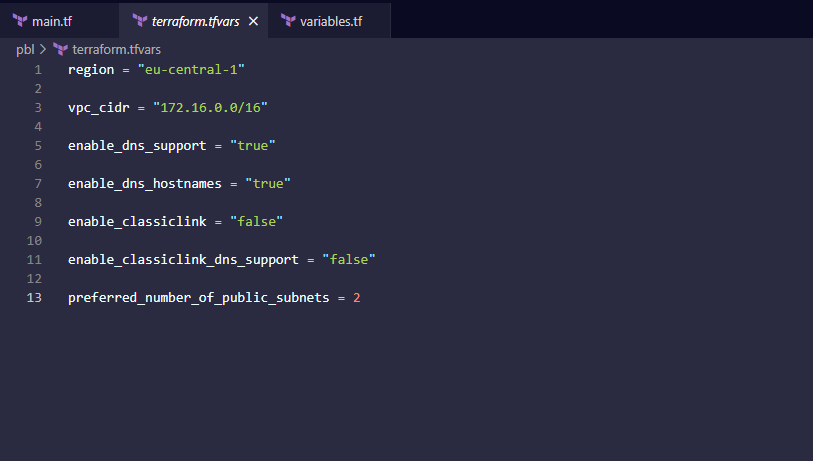 main.tf terraform.tfvars × variables.tf
pbl > terraform.tfvars
1 region = "eu-central-1"
2
3 vpc_cidr = "172.16.0.0/16"
4
5 enable_dns_support = "true"
6
7 enable_dns_hostnames = "true"
8
9 enable_classiclink = "false"
10
11 enable_classiclink_dns_support = "false"
12
13 preferred_number_of_public_subnets = 2